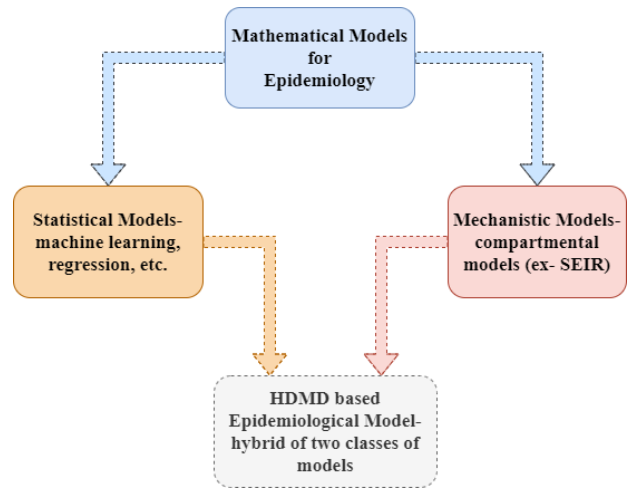 Mathematical Models
for
Epidemiology
Statistical Models-
machine learning,
regression, etc.
Mechanistic Models-
compartmental
models (ex- SEIR)
HDMD based
Epidemiological Model-
hybrid of two classes of
models